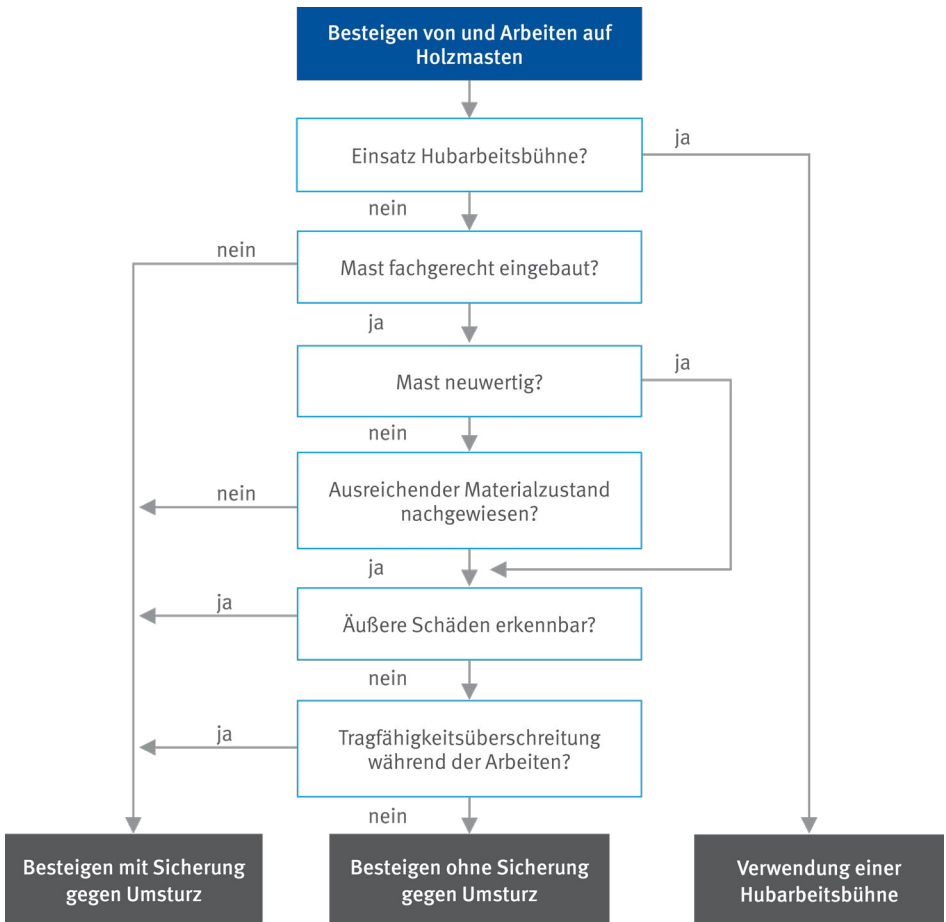 Besteigen von und Arbeiten auf
Holzmasten
Einsatz Hubarbeitsbühne?
ja
nein
nein
Mast fachgerecht eingebaut?
ja
Mast neuwertig?
ja
nein
nein
Ausreichender Materialzustand
nachgewiesen?
ja
ja
Äußere Schäden erkennbar?
nein
ja
Tragfähigkeitsüberschreitung
während der Arbeiten?
nein
Besteigen mit Sicherung
gegen Umsturz
Besteigen ohne Sicherung
gegen Umsturz
Verwendung einer
Hubarbeitsbühne